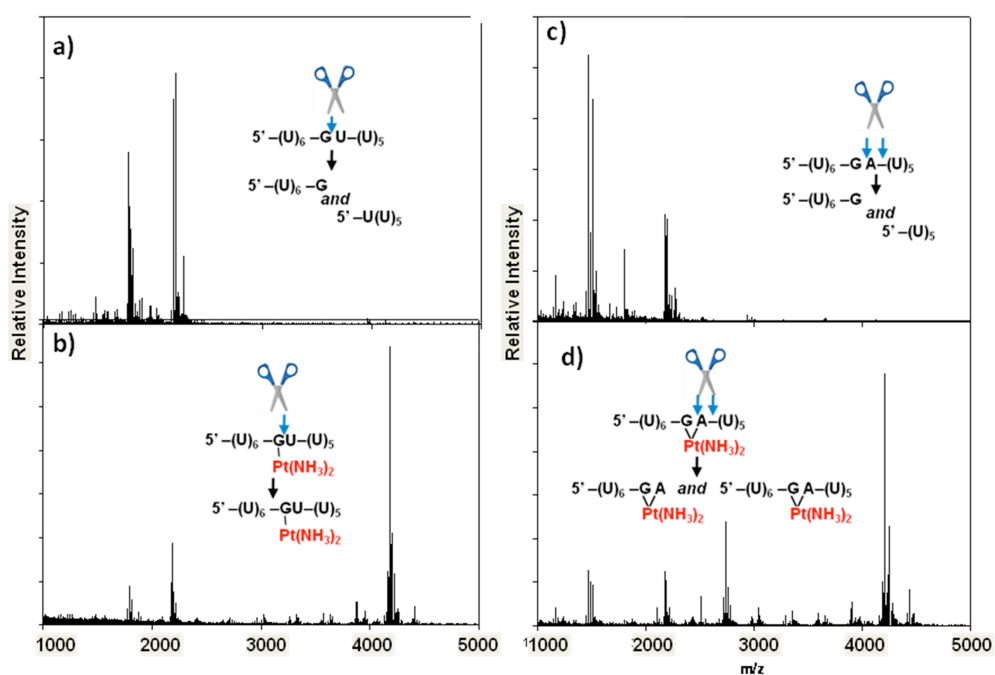 a)
5’ –(U)6 –G U–(U)5
5’ –(U)6 –G
and
5’ –U(U)5
Relative Intensity
b)
5’ –(U)6 –GU–(U)5
Pt(NH3)2
5’ –(U)6 –GU–(U)5
Pt(NH3)2
1000 2000 3000 4000 5000
c)
5’ –(U)6 –G A–(U)5
5’ –(U)6 –G
and
5’ –(U)5
Relative Intensity
d)
5’ –(U)6 –G A–(U)5
Pt(NH3)2
5’ –(U)6 –G A and 5’ –(U)6 –G A–(U)5
Pt(NH3)2 Pt(NH3)2
1000 2000 3000 4000 5000
m/z